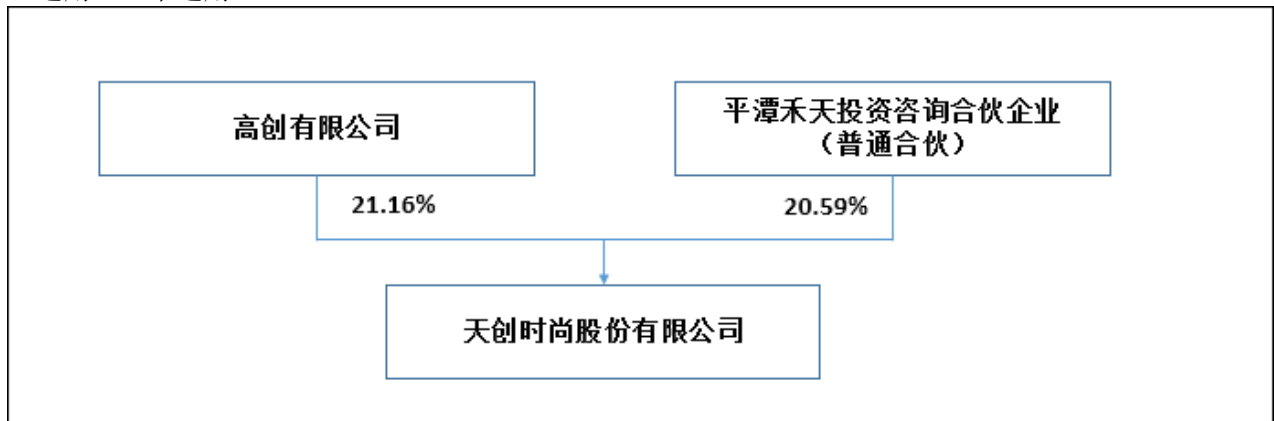 高创有限公司
平潭禾天投资咨询合伙企业
（普通合伙）
21.16%
20.59%
天创时尚股份有限公司